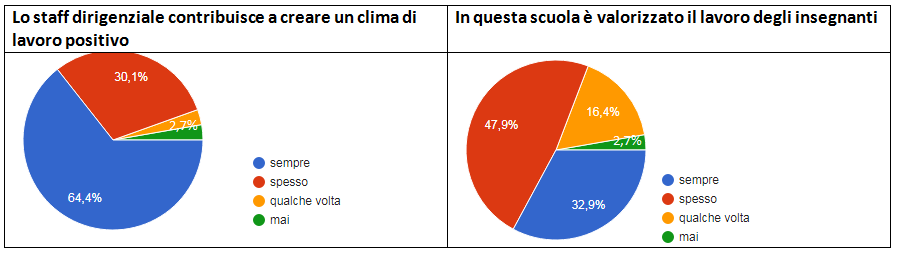 Lo staff dirigenziale contribuisce a creare un clima di
lavoro positivo
30,1%
2,7%
64,4%
sempre
spesso
qualche volta
mai
In questa scuola è valorizzato il lavoro degli insegnanti
47,9%
16,4%
2,7%
32,9%
sempre
spesso
qualche volta
mai